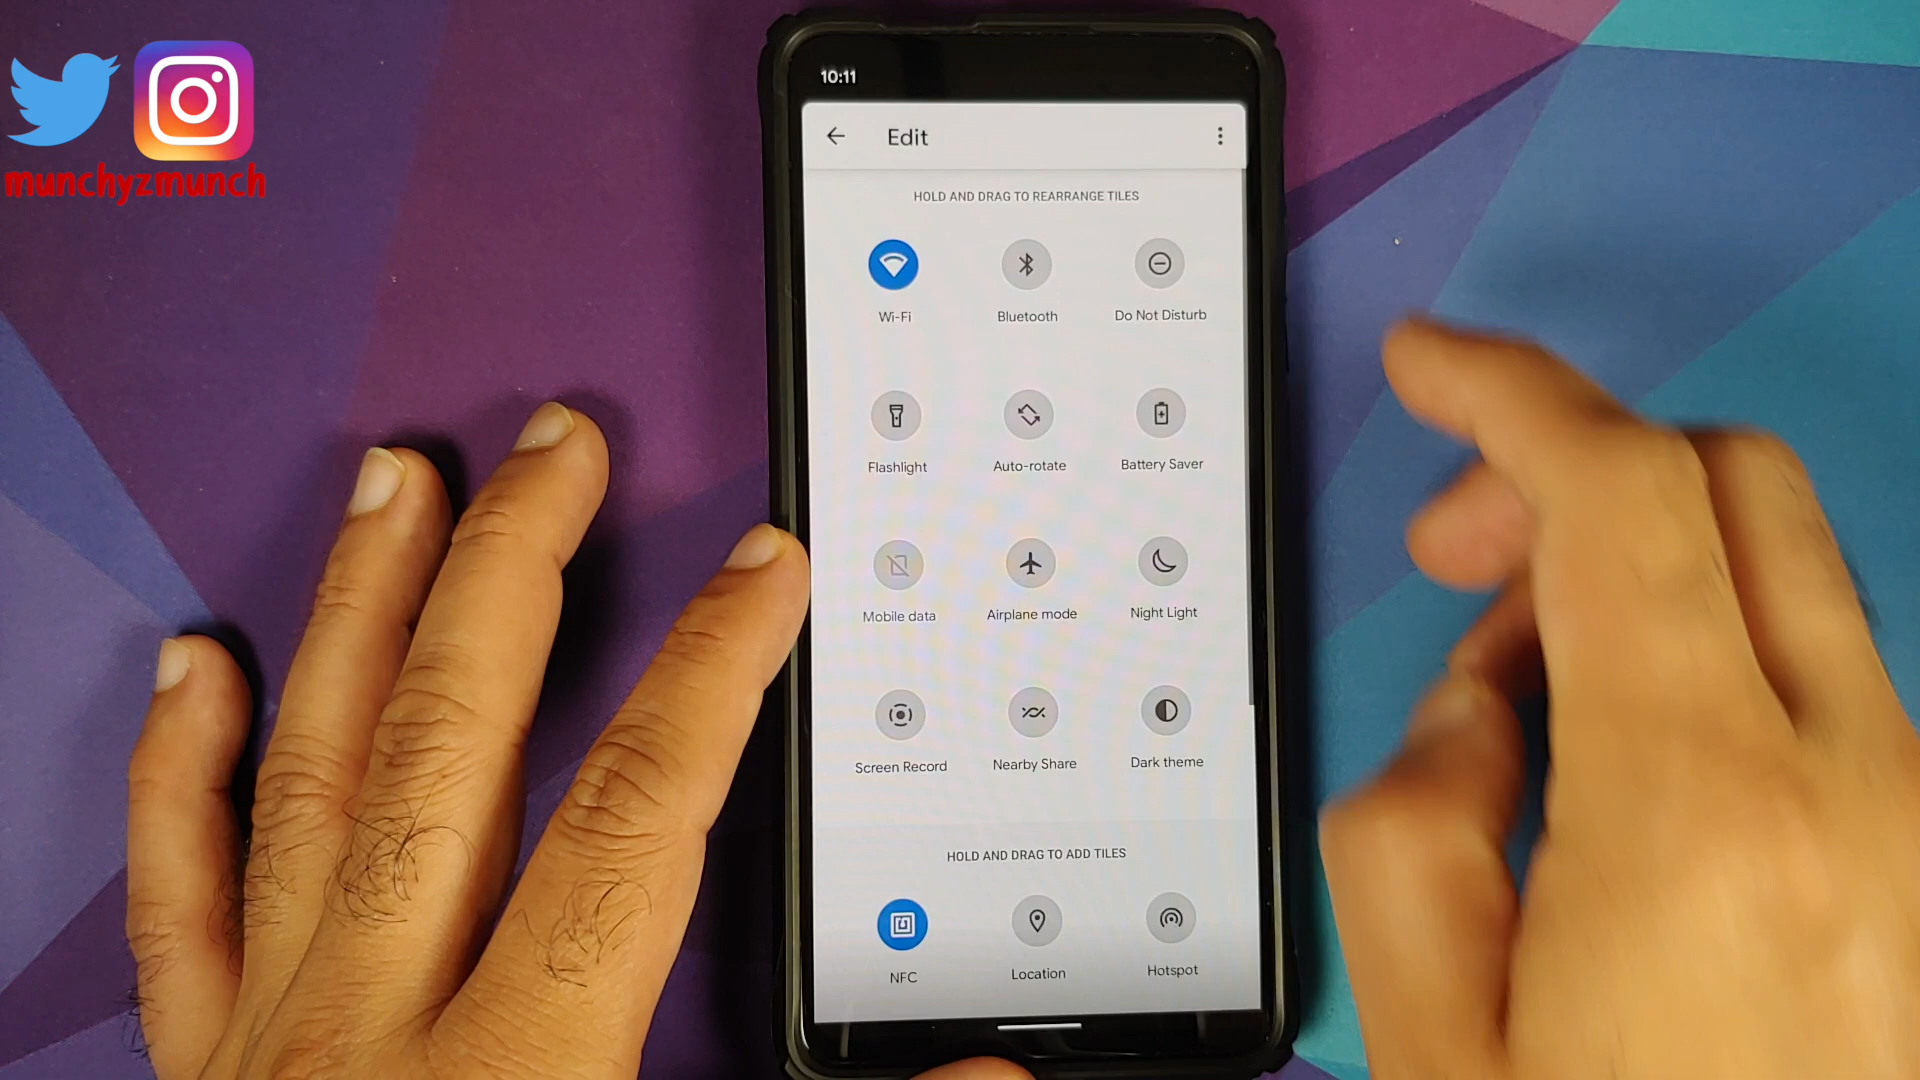 munchyzmunch
10:11
Edit
HOLD AND DRAG TO REARRANGE TILES
Wi-Fi
Bluetooth
Do Not Disturb
Flashlight
Auto-rotate
Battery Saver
Mobile data
Airplane mode
Night Light
Screen Record
Nearby Share
Dark theme
HOLD AND DRAG TO ADD TILES
NFC
Location
Hotspot